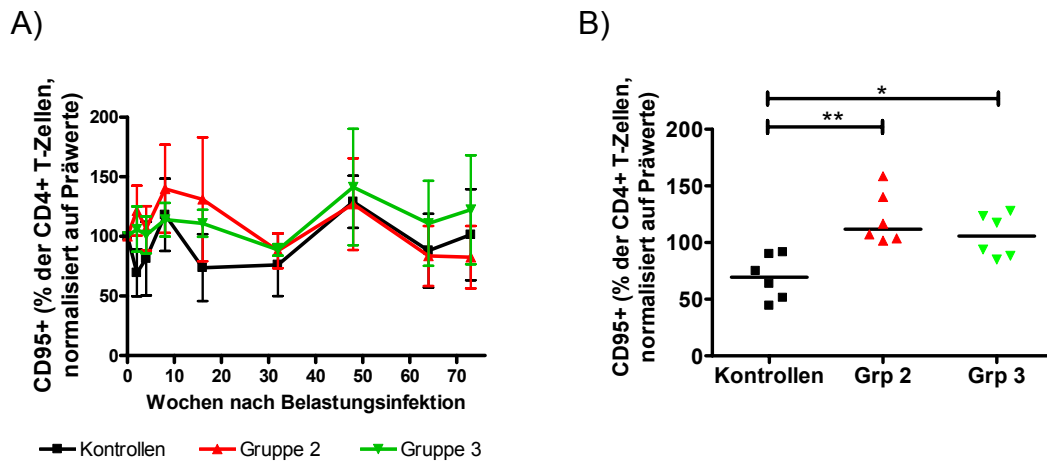 A)
CD95+ (% der CD4+ T-Zellen,
normalisiert auf Präwerte)
200
150
100
50
0
0 10 20 30 40 50 60 70
Wochen nach Belastungsinfektion
Kontrollen Gruppe 2 Gruppe 3
B)
CD95+ (% der CD4+ T-Zellen,
normalisiert auf Präwerte)
200
150
100
50
0
*
**
Kontrollen Grp 2 Grp 3